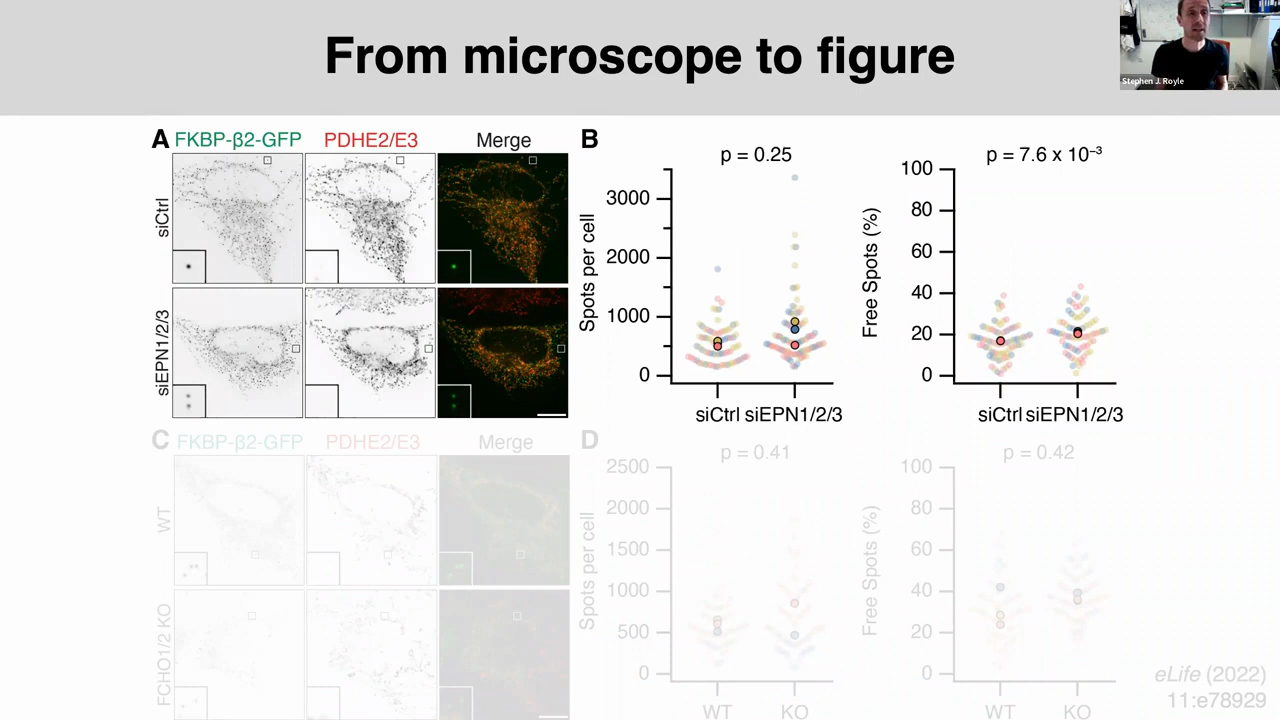 From microscope to figure
Stephen J. Royle
A FKBP-β2-GFP PDHE2/E3 Merge
siCtrl
siEPN1/2/3
B
p = 0.25
Spots per cell
3000
2000
1000
0
siCtrl siEPN1/2/3
p = 7.6 x 10⁻³
Free Spots (%)
100
80
60
40
20
0
siCtrl siEPN1/2/3
C FKBP-β2-GFP PDHE2/E3 Merge
WT
FCHO1/2 KO
D
p = 0.41
Spots per cell
2500
2000
1500
1000
500
0
WT KO
p = 0.42
Free Spots (%)
100
80
60
40
20
0
WT KO
eLife (2022)
11:e78929